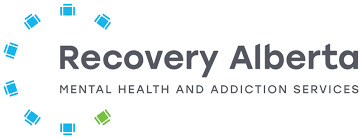 Recovery Alberta
MENTAL HEALTH AND ADDICTION SERVICES